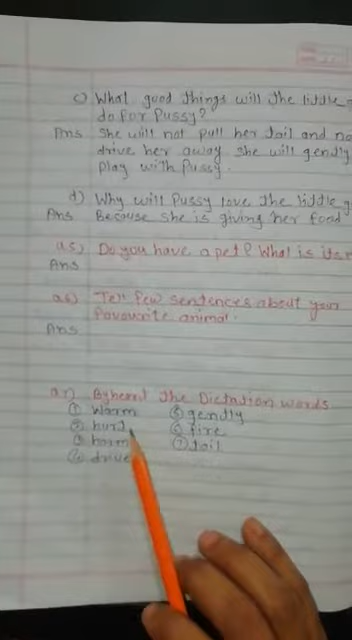 c) What good things will the little
do for Pussy?
Ans She will not pull her tail and no
drive her away she will gently
play with Pussy.
d) Why will Pussy love the little g
Ans Because she is giving her food
Q5) Do you have a pet? What is its
Ans
Q6) Tell few sentences about your
favourite animal.
Ans
Q7) the Dictation words
① warm ⑤ gently
② hurt ⑥ fire
③ harm ⑦ tail
④ drive